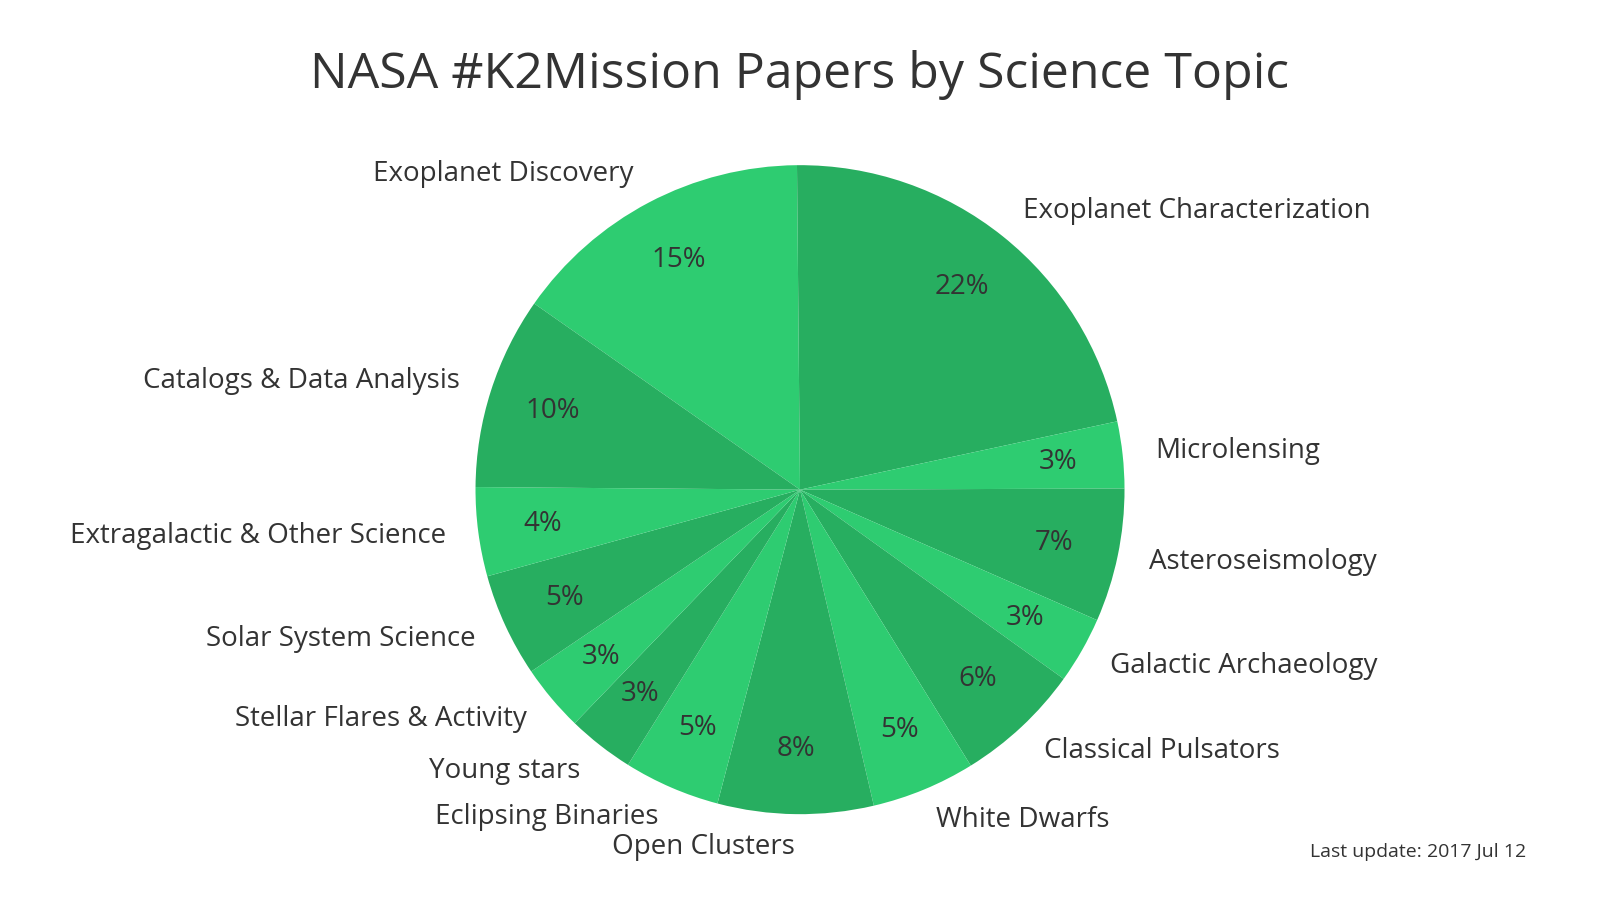 NASA #K2Mission Papers by Science Topic
Exoplanet Discovery
Exoplanet Characterization
15%
22%
Catalogs & Data Analysis
10%
Microlensing
3%
Extragalactic & Other Science
4%
7%
Asteroseismology
5%
Solar System Science
3%
Galactic Archaeology
3%
Stellar Flares & Activity
3%
6%
Classical Pulsators
Young stars
5%
Eclipsing Binaries
8%
Open Clusters
5%
White Dwarfs
Last update: 2017 Jul 12